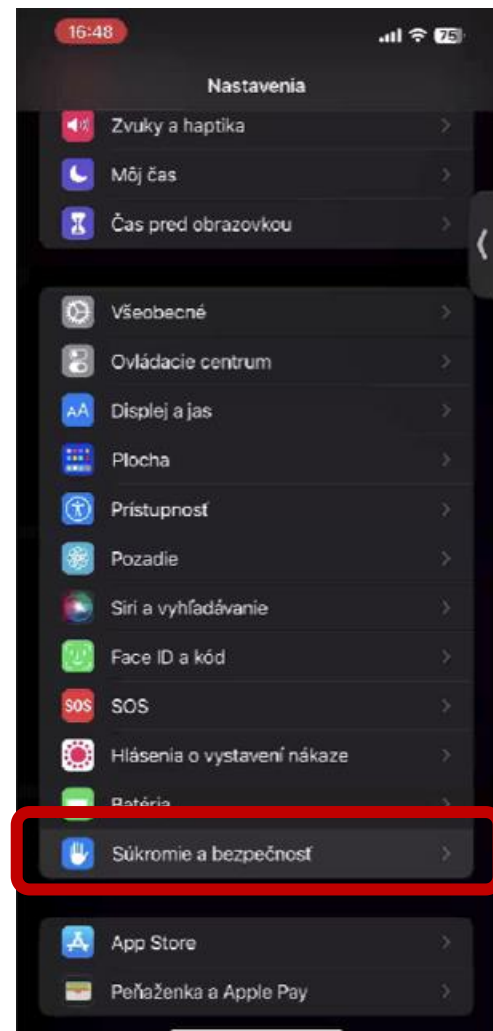 16:48
75
Nastavenia
Zvuky a haptika
Môj čas
Čas pred obrazovkou
Všeobecné
Ovládacie centrum
AA
Displej a jas
Plocha
Prístupnosť
Pozadie
Siri a vyhľadávanie
Face ID a kód
SOS
SOS
Hlásenia o vystavení nákaze
Batéria
Súkromie a bezpečnosť
App Store
Peňaženka a Apple Pay